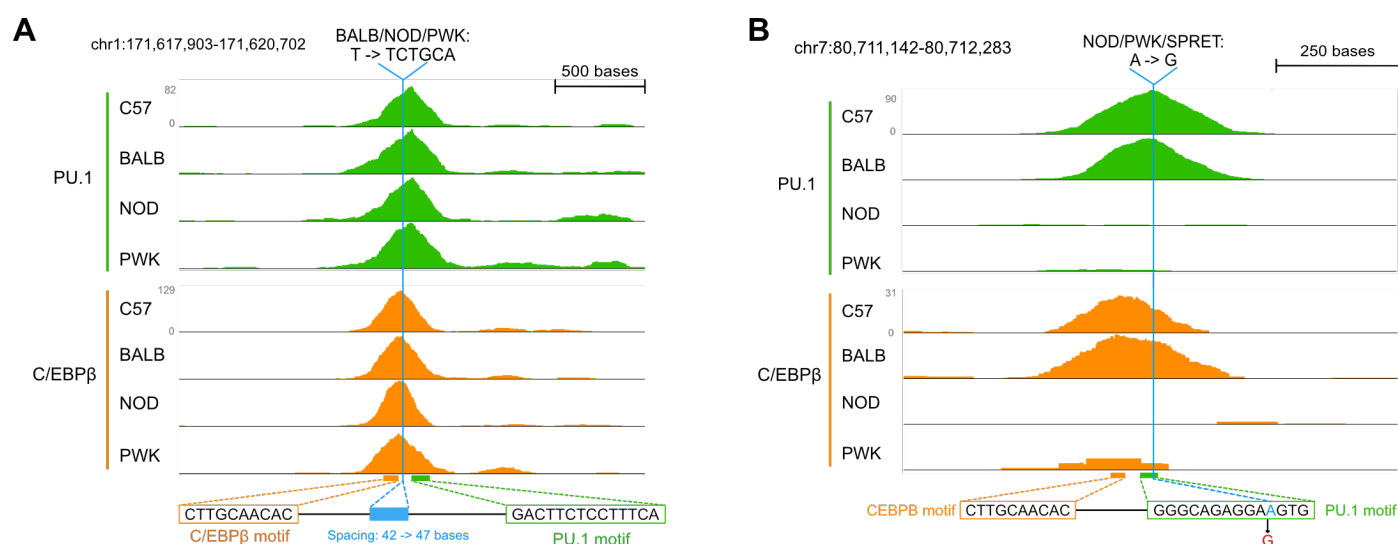 A
chr1:171,617,903-171,620,702
BALB/NOD/PWK:
T -> TCTGCA
500 bases
PU.1
C57
82
0
BALB
NOD
PWK
C/EBPβ
C57
129
0
BALB
NOD
PWK
CTTGCAACAC
GACTTCTCCTTTCA
C/EBPβ motif
Spacing: 42 -> 47 bases
PU.1 motif
B
chr7:80,711,142-80,712,283
NOD/PWK/SPRET:
A -> G
250 bases
PU.1
C57
90
0
BALB
NOD
PWK
C/EBPβ
C57
31
0
BALB
NOD
PWK
CEBPB motif
CTTGCAACAC
GGGCAGAGGAAGTG
PU.1 motif
G